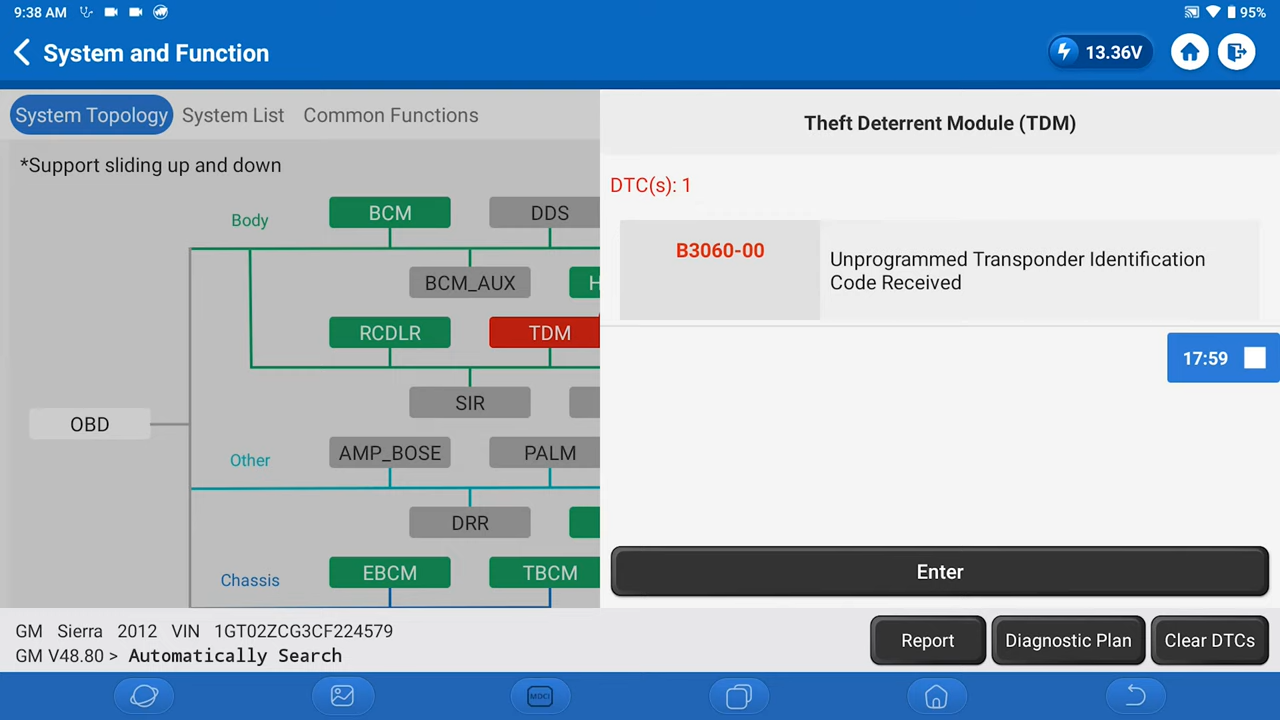 9:38 AM
95%
System and Function
13.36V
System Topology System List Common Functions
*Support sliding up and down
Body
BCM
DDS
BCM_AUX
H
RCDLR
TDM
SIR
OBD
Other
AMP_BOSE
PALM
DRR
Chassis
EBCM
TBCM
Theft Deterrent Module (TDM)
DTC(s): 1
B3060-00
Unprogrammed Transponder Identification
Code Received
17:59
Enter
GM Sierra 2012 VIN 1GT02ZCG3CF224579
GM V48.80 > Automatically Search
Report
Diagnostic Plan
Clear DTCs
MDCI